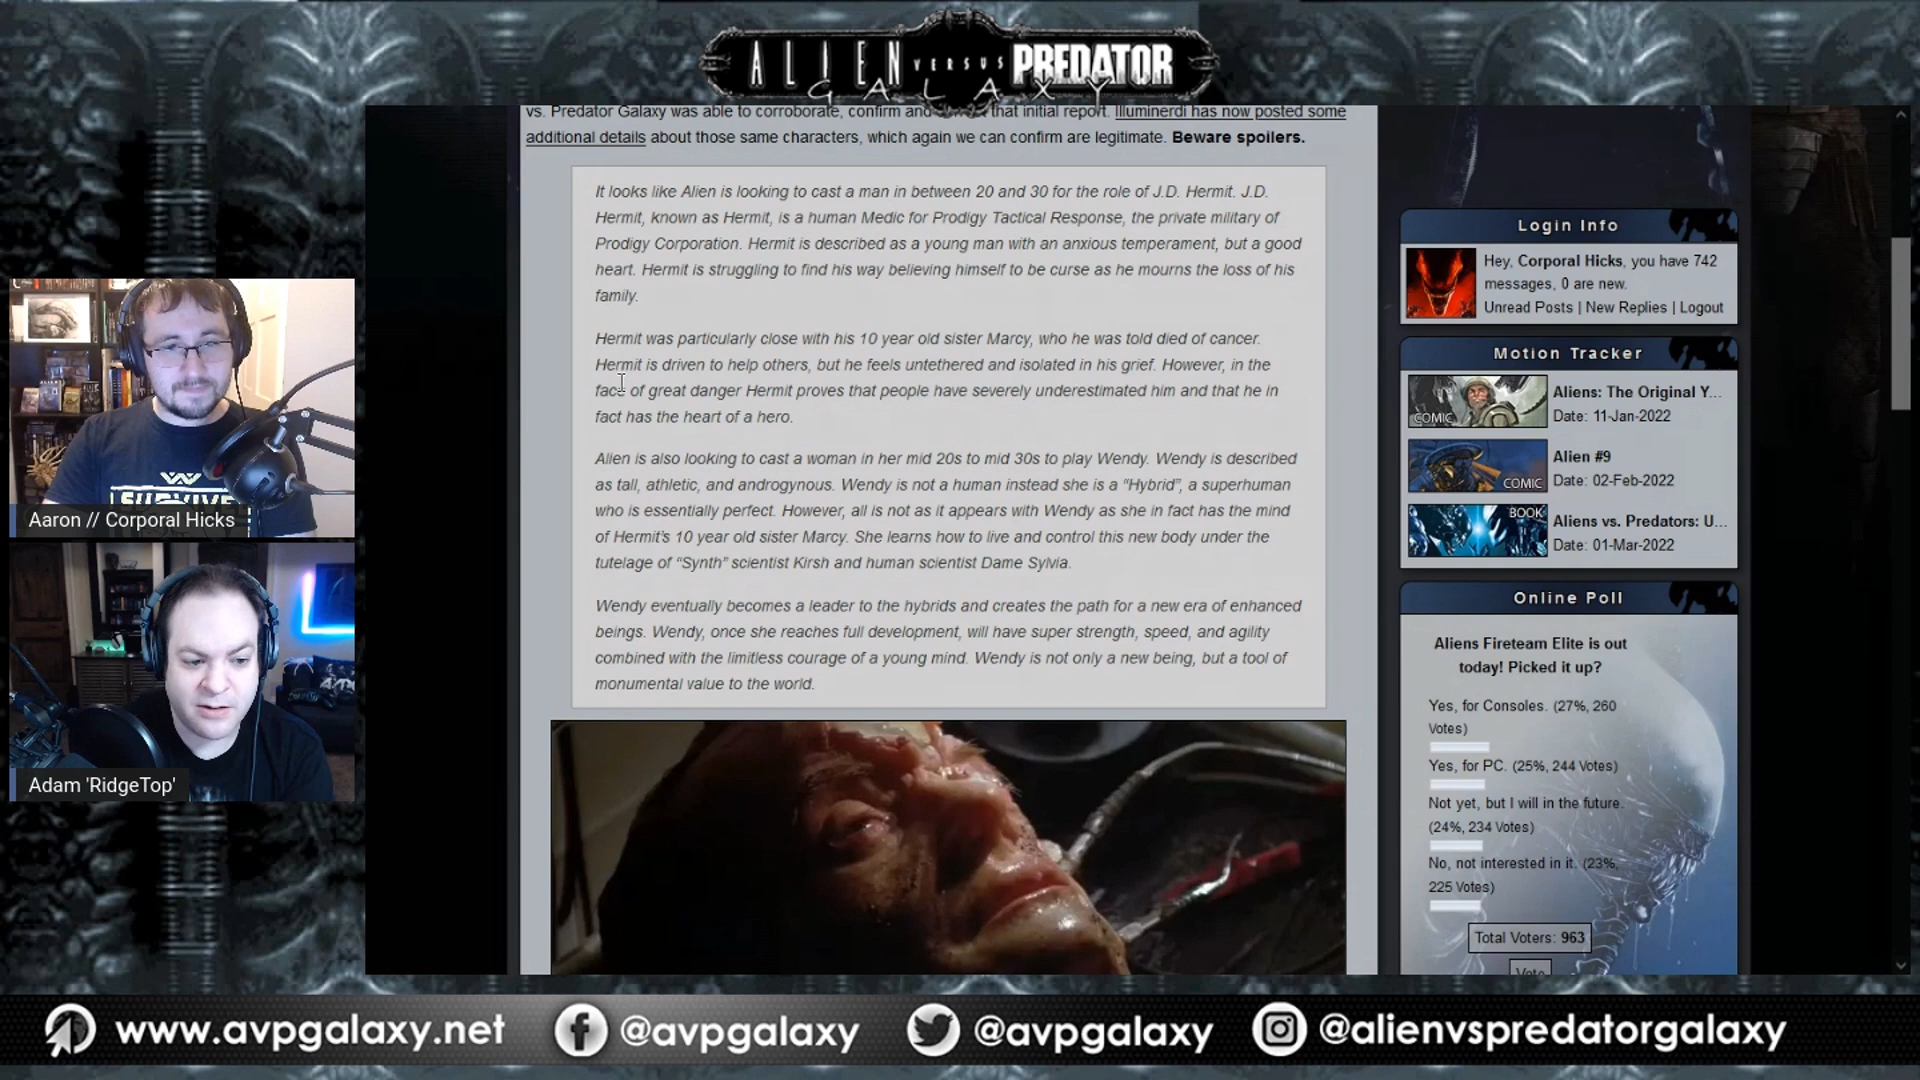 ALIEN VERSUS PREDATOR
GALAXY
vs. Predator Galaxy was able to corroborate, confirm and that initial report. Illuminerdi has now posted some
additional details about those same characters, which again we can confirm are legitimate. Beware spoilers.
It looks like Alien is looking to cast a man in between 20 and 30 for the role of J.D. Hermit. J.D.
Hermit, known as Hermit, is a human Medic for Prodigy Tactical Response, the private military of
Prodigy Corporation. Hermit is described as a young man with an anxious temperament, but a good
heart. Hermit is struggling to find his way believing himself to be curse as he mourns the loss of his
family.
Hermit was particularly close with his 10 year old sister Marcy, who he was told died of cancer.
Hermit is driven to help others, but he feels untethered and isolated in his grief. However, in the
face of great danger Hermit proves that people have severely underestimated him and that he in
fact has the heart of a hero.
Alien is also looking to cast a woman in her mid 20s to mid 30s to play Wendy. Wendy is described
as tall, athletic, and androgynous. Wendy is not a human instead she is a “Hybrid”, a superhuman
who is essentially perfect. However, all is not as it appears with Wendy as she in fact has the mind
of Hermit's 10 year old sister Marcy. She learns how to live and control this new body under the
tutelage of “Synth” scientist Kirsh and human scientist Dame Sylvia.
Wendy eventually becomes a leader to the hybrids and creates the path for a new era of enhanced
beings. Wendy, once she reaches full development, will have super strength, speed, and agility
combined with the limitless courage of a young mind. Wendy is not only a new being, but a tool of
monumental value to the world.
Login Info
Hey, Corporal Hicks, you have 742
messages, 0 are new.
Unread Posts | New Replies | Logout
Motion Tracker
COMIC
Aliens: The Original Y...
Date: 11-Jan-2022
COMIC
Alien #9
Date: 02-Feb-2022
BOOK
Aliens vs. Predators: U...
Date: 01-Mar-2022
Online Poll
Aliens Fireteam Elite is out
today! Picked it up?
Yes, for Consoles. (27%, 260
Votes)
Yes, for PC. (25%, 244 Votes)
Not yet, but I will in the future.
(24%, 234 Votes)
No, not interested in it. (23%,
225 Votes)
Total Voters: 963
Vote
Aaron // Corporal Hicks
Adam 'RidgeTop'
www.avpgalaxy.net
@avpgalaxy
@avpgalaxy
@alienvspredatorgalaxy